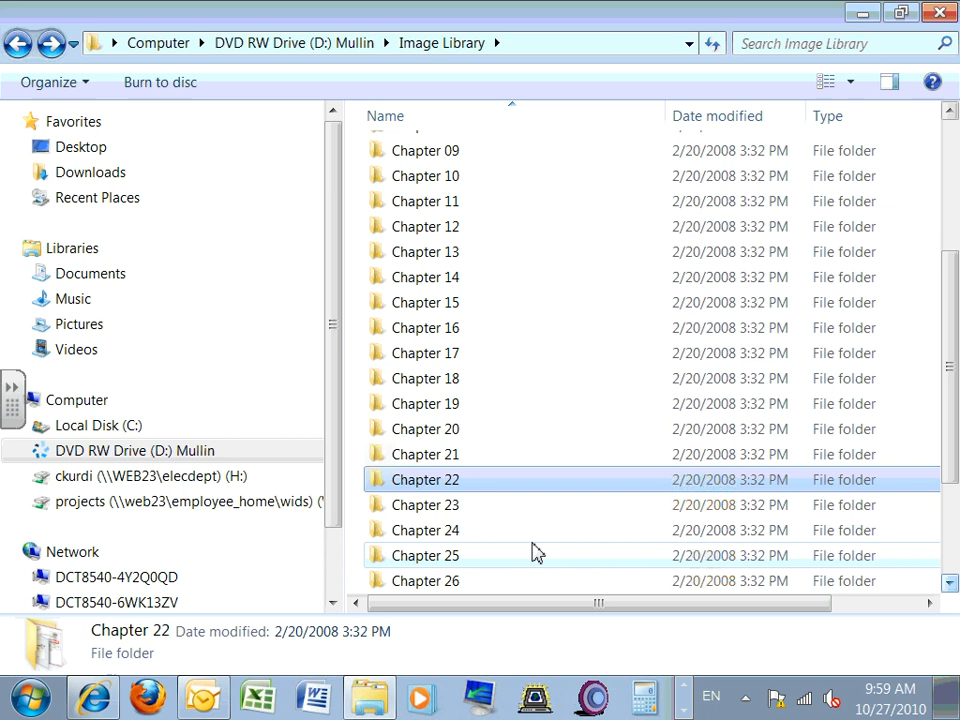 Computer DVD RW Drive (D:) Mullin Image Library
Search Image Library
Organize Burn to disc
Name Date modified Type
Favorites
Desktop
Downloads
Recent Places
Libraries
Documents
Music
Pictures
Videos
Computer
Local Disk (C:)
DVD RW Drive (D:) Mullin
ckurdi (\\WEB23\elecdept) (H:)
projects (\\web23\employee_home\wids) (
Network
DCT8540-4Y2Q0QD
DCT8540-6WK13ZV
Chapter 09 2/20/2008 3:32 PM File folder
Chapter 10 2/20/2008 3:32 PM File folder
Chapter 11 2/20/2008 3:32 PM File folder
Chapter 12 2/20/2008 3:32 PM File folder
Chapter 13 2/20/2008 3:32 PM File folder
Chapter 14 2/20/2008 3:32 PM File folder
Chapter 15 2/20/2008 3:32 PM File folder
Chapter 16 2/20/2008 3:32 PM File folder
Chapter 17 2/20/2008 3:32 PM File folder
Chapter 18 2/20/2008 3:32 PM File folder
Chapter 19 2/20/2008 3:32 PM File folder
Chapter 20 2/20/2008 3:32 PM File folder
Chapter 21 2/20/2008 3:32 PM File folder
Chapter 22 2/20/2008 3:32 PM File folder
Chapter 23 2/20/2008 3:32 PM File folder
Chapter 24 2/20/2008 3:32 PM File folder
Chapter 25 2/20/2008 3:32 PM File folder
Chapter 26 2/20/2008 3:32 PM File folder
Chapter 22 Date modified: 2/20/2008 3:32 PM
File folder
EN
9:59 AM
10/27/2010